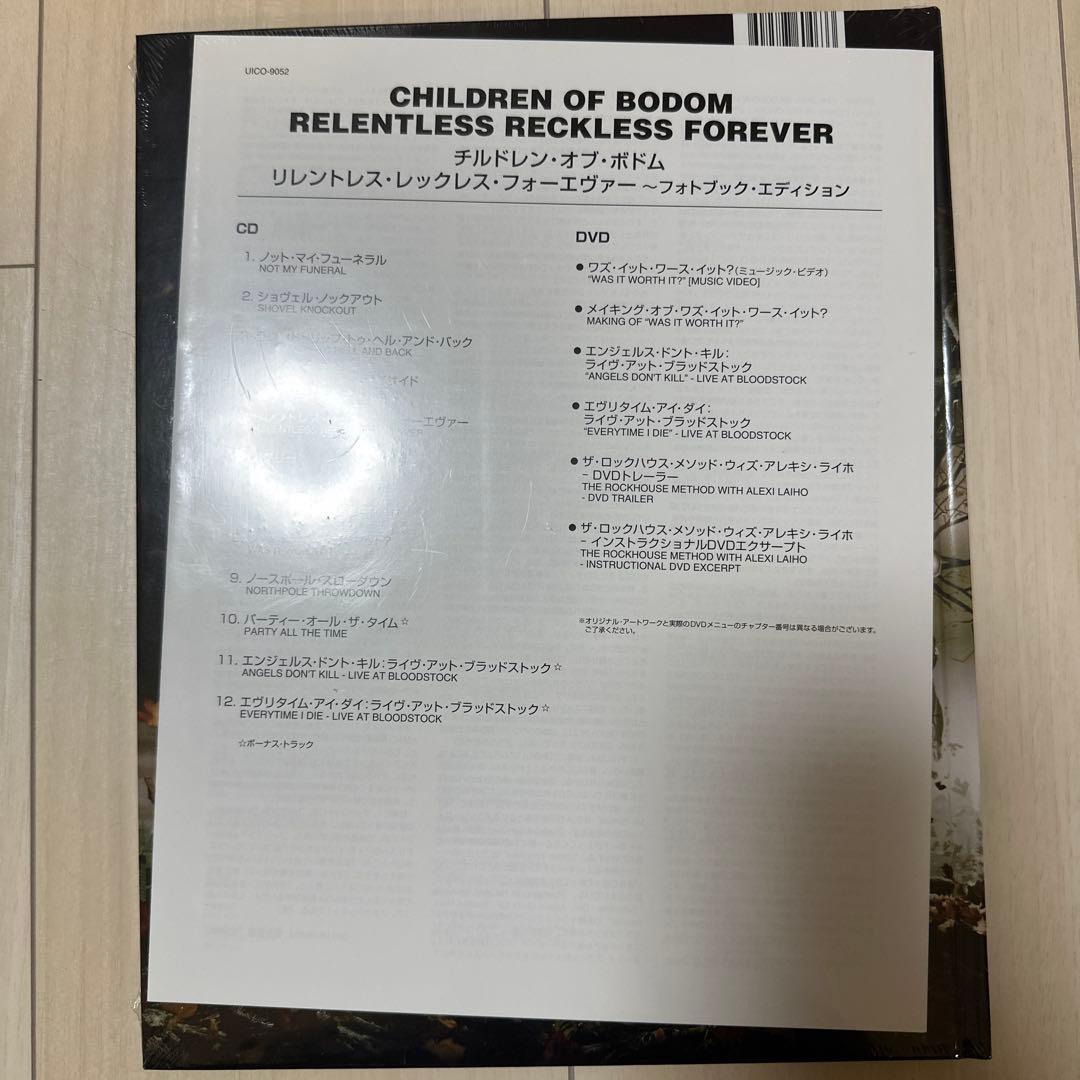 UICO-9052
CHILDREN OF BODOM
RELENTLESS RECKLESS FOREVER
チルドレン・オブ・ボドム
リレントレス・レックレス・フォーエヴァー ～フォトブック・エディション
CD
1. ノット・マイ・フューネラル
NOT MY FUNERAL
2. ショヴェル・ノックアウト
SHOVEL KNOCKOUT
ヘル・アンド・バック
AND BACK
サイド
エヴァー
9. ノースポール・スローダウン
NORTHPOLE THROWDOWN
10. パーティー・オール・ザ・タイム☆
PARTY ALL THE TIME
11. エンジェルス・ドント・キル：ライヴ・アット・ブラッドストック☆
ANGELS DON'T KILL - LIVE AT BLOODSTOCK
12. エヴリタイム・アイ・ダイ：ライヴ・アット・ブラッドストック☆
EVERYTIME I DIE - LIVE AT BLOODSTOCK
☆ボーナス・トラック
DVD
● ワズ・イット・ワース・イット?(ミュージック・ビデオ)
"WAS IT WORTH IT?" [MUSIC VIDEO]
● メイキング・オブ・ワズ・イット・ワース・イット?
MAKING OF "WAS IT WORTH IT?"
● エンジェルス・ドント・キル：
ライヴ・アット・ブラッドストック
"ANGELS DON'T KILL" - LIVE AT BLOODSTOCK
● エヴリタイム・アイ・ダイ：
ライヴ・アット・ブラッドストック
"EVERYTIME I DIE" - LIVE AT BLOODSTOCK
● ザ・ロックハウス・メソッド・ウィズ・アレキシ・ライホ
- DVDトレーラー
THE ROCKHOUSE METHOD WITH ALEXI LAIHO
- DVD TRAILER
● ザ・ロックハウス・メソッド・ウィズ・アレキシ・ライホ
- インストラクショナルDVDエクサープト
THE ROCKHOUSE METHOD WITH ALEXI LAIHO
- INSTRUCTIONAL DVD EXCERPT
※オリジナル・アートワークと実際のDVDメニューのチャプター番号は異なる場合がございます。
ご了承ください。